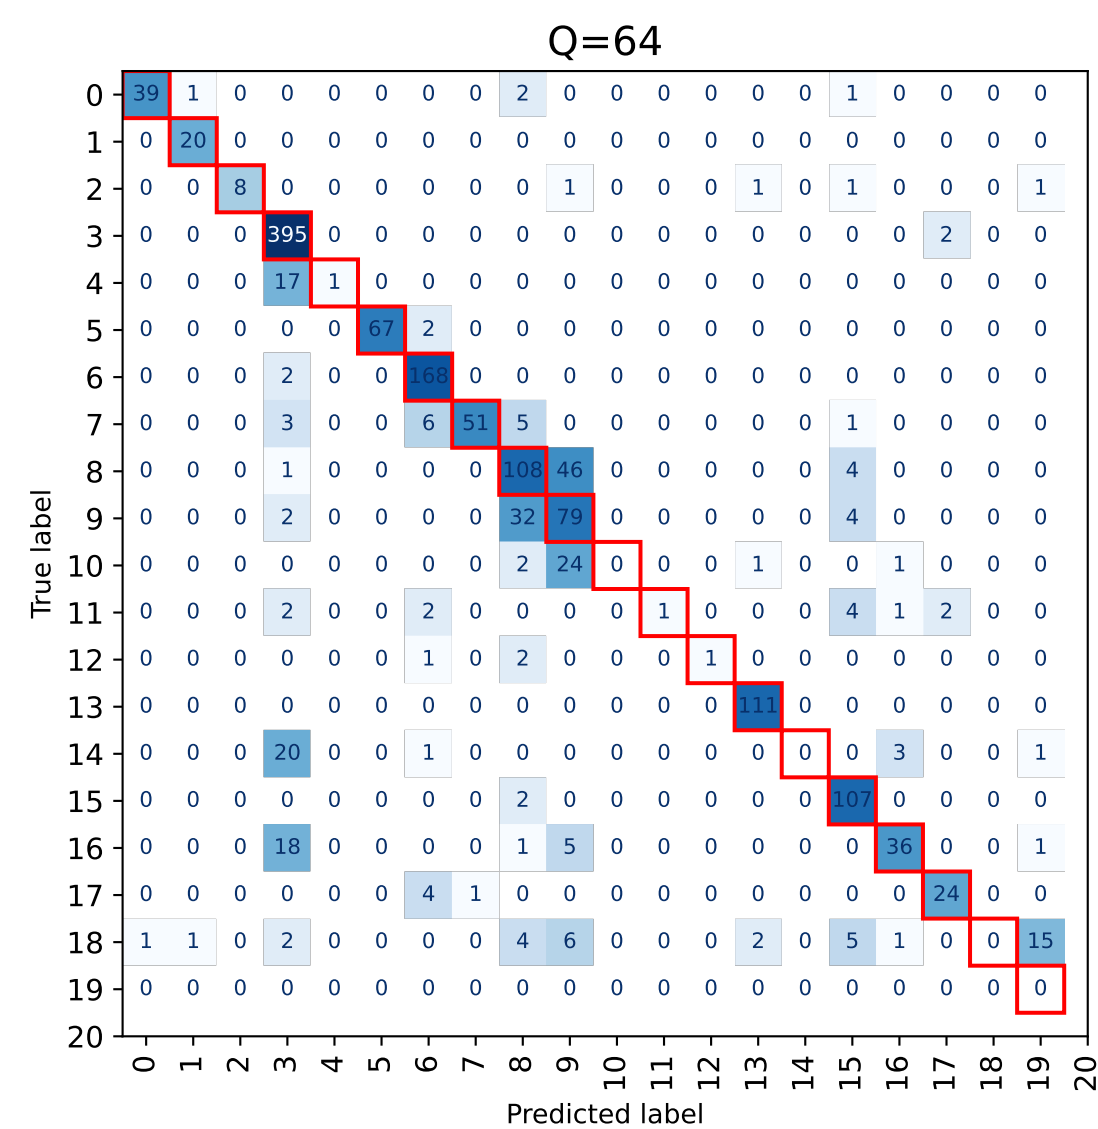 Q=64
0 39 1 0 0 0 0 0 0 2 0 0 0 0 0 0 1 0 0 0 0
1 0 20 0 0 0 0 0 0 0 0 0 0 0 0 0 0 0 0 0 0
2 0 0 8 0 0 0 0 0 0 1 0 0 0 1 0 1 0 0 0 1
3 0 0 0 395 0 0 0 0 0 0 0 0 0 0 0 0 0 2 0 0
4 0 0 0 17 1 0 0 0 0 0 0 0 0 0 0 0 0 0 0 0
5 0 0 0 0 0 67 2 0 0 0 0 0 0 0 0 0 0 0 0 0
6 0 0 0 2 0 0 168 0 0 0 0 0 0 0 0 0 0 0 0 0
7 0 0 0 3 0 0 6 51 5 0 0 0 0 0 0 1 0 0 0 0
8 0 0 0 1 0 0 0 0 108 46 0 0 0 0 0 4 0 0 0 0
9 0 0 0 2 0 0 0 0 32 79 0 0 0 0 0 4 0 0 0 0
10 0 0 0 0 0 0 0 0 2 24 0 0 0 1 0 0 1 0 0 0
11 0 0 0 2 0 0 2 0 0 0 0 1 0 0 0 4 1 2 0 0
12 0 0 0 0 0 0 1 0 2 0 0 0 1 0 0 0 0 0 0 0
13 0 0 0 0 0 0 0 0 0 0 0 0 0 111 0 0 0 0 0 0
14 0 0 0 20 0 0 1 0 0 0 0 0 0 0 0 0 3 0 0 1
15 0 0 0 0 0 0 0 0 2 0 0 0 0 0 0 107 0 0 0 0
16 0 0 0 18 0 0 0 0 1 5 0 0 0 0 0 0 36 0 0 1
17 0 0 0 0 0 0 4 1 0 0 0 0 0 0 0 0 0 24 0 0
18 1 1 0 2 0 0 0 0 4 6 0 0 0 2 0 5 1 0 0 15
19 0 0 0 0 0 0 0 0 0 0 0 0 0 0 0 0 0 0 0 0
20
True label
0 1 2 3 4 5 6 7 8 9 10 11 12 13 14 15 16 17 18 19 20
Predicted label